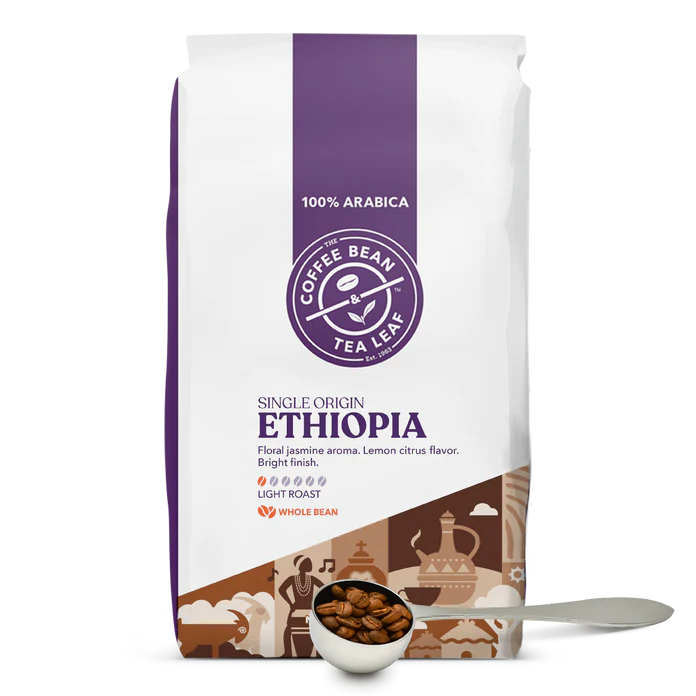 100% ARABICA
THE
COFFEE BEAN
&
TEA LEAF
TM
Est. 1963
SINGLE ORIGIN
ETHIOPIA
Floral jasmine aroma. Lemon citrus flavor.
Bright finish.
LIGHT ROAST
WHOLE BEAN